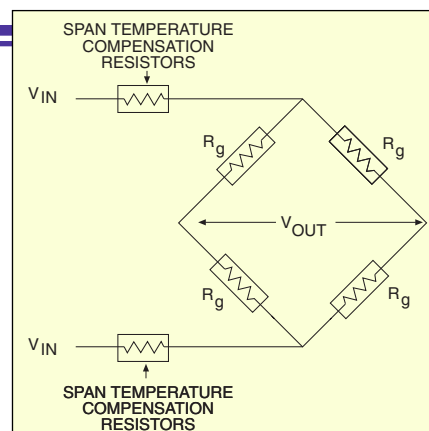 SPAN TEMPERATURE
COMPENSATION
RESISTORS
VIN
Rg
Rg
VOUT
Rg
Rg
VIN
SPAN TEMPERATURE
COMPENSATION
RESISTORS